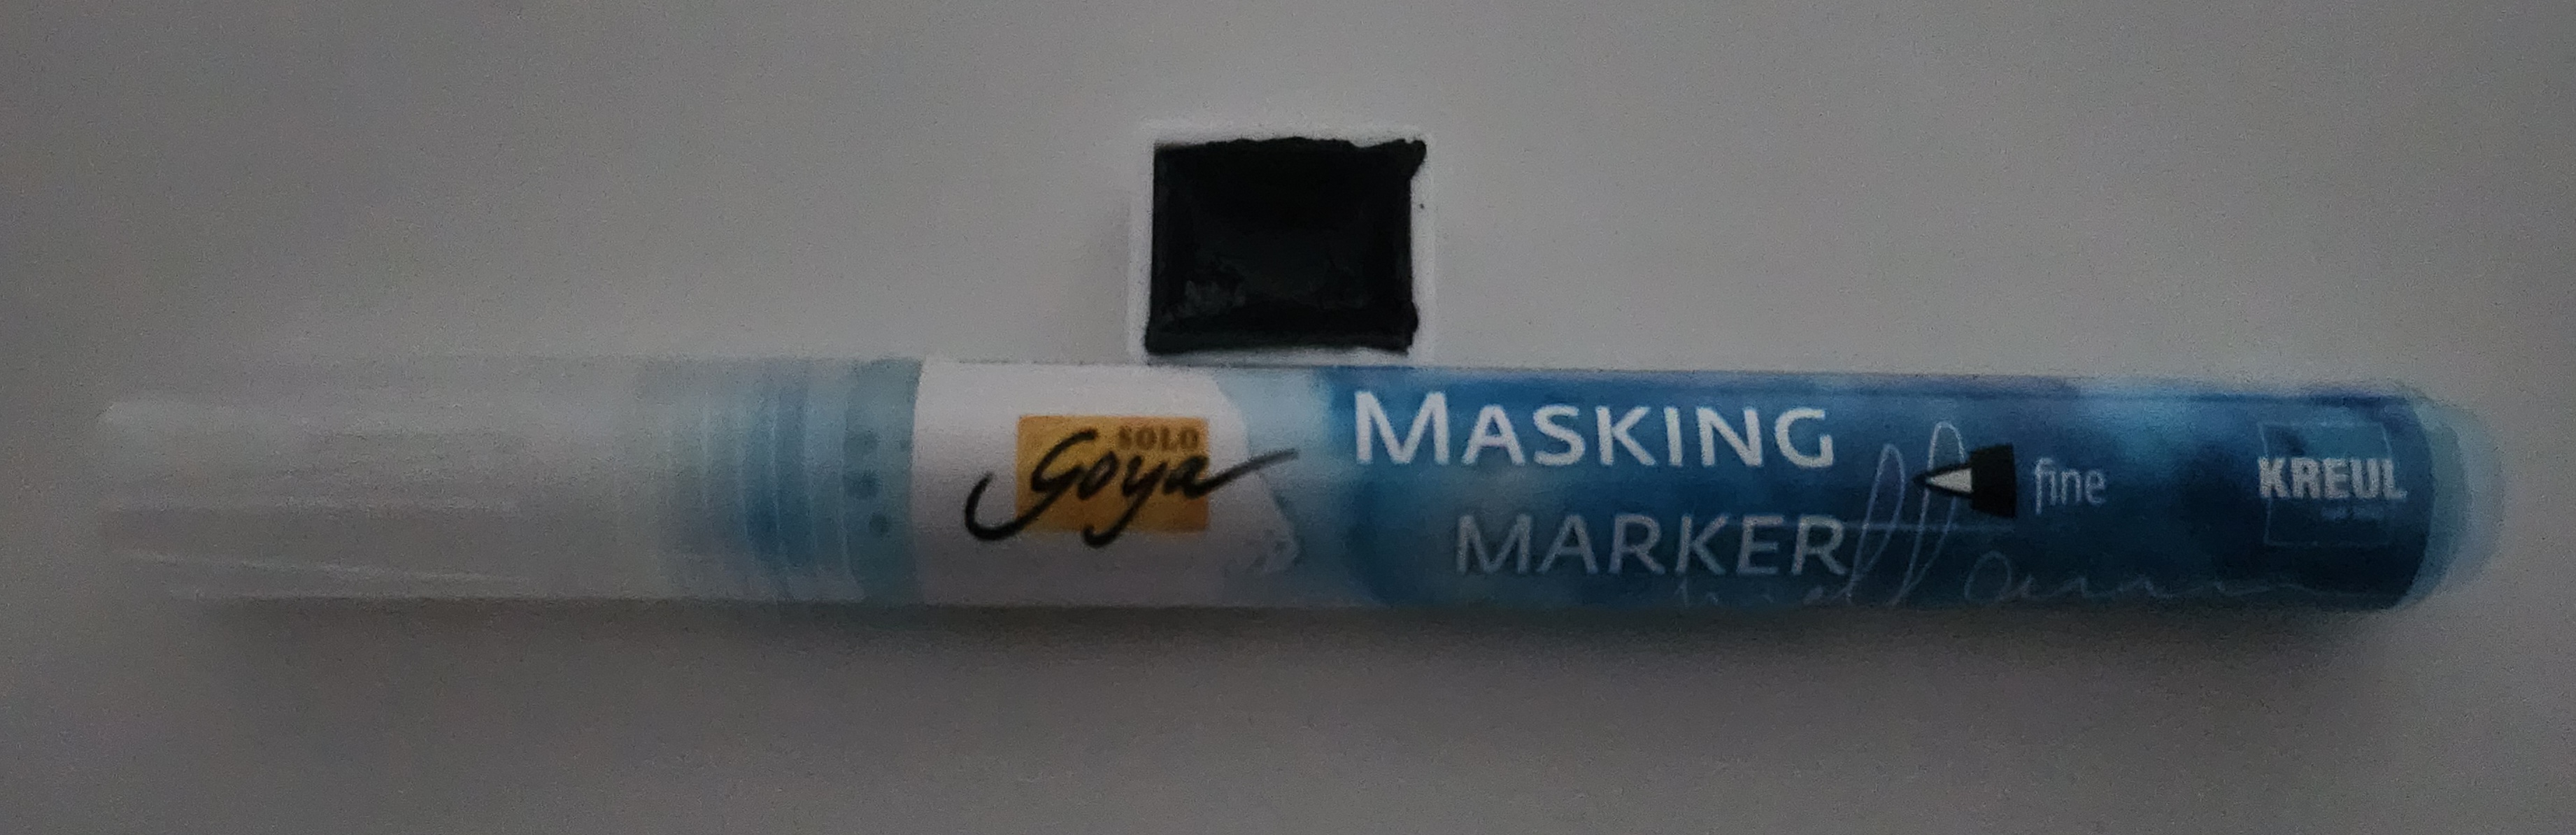 SOLO
Goya
MASKING
MARKER
fine
KREUL